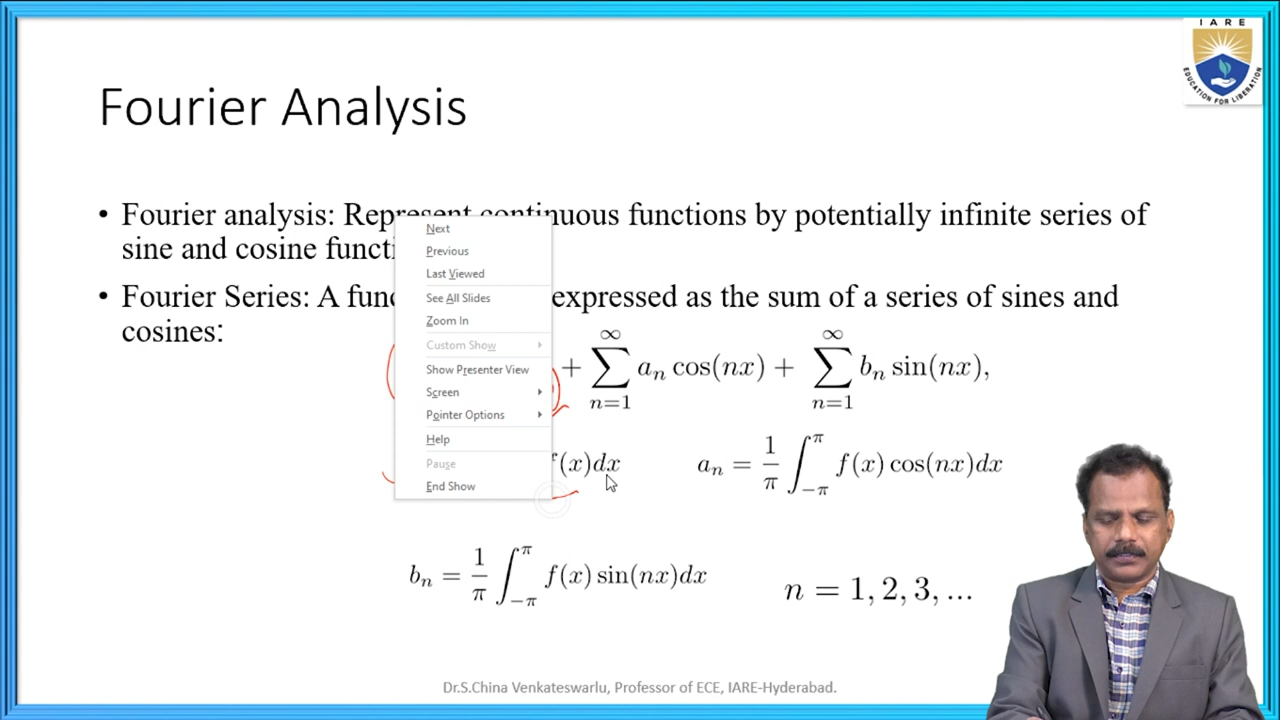 IARE
EDUCATION FOR LIBERATION
Fourier Analysis
• Fourier analysis: Represent continuous functions by potentially infinite series of
sine and cosine functi
• Fourier Series: A func expressed as the sum of a series of sines and
cosines:
Next
Previous
Last Viewed
See All Slides
Zoom In
Custom Show
Show Presenter View
Screen
Pointer Options
Help
Pause
End Show
+ ∑_{n=1}^{∞} a_n cos(nx) + ∑_{n=1}^{∞} b_n sin(nx),
f(x)dx
a_n = 1/π ∫_{-π}^{π} f(x) cos(nx)dx
b_n = 1/π ∫_{-π}^{π} f(x) sin(nx)dx
n = 1, 2, 3, ...
Dr.S.China Venkateswarlu, Professor of ECE, IARE-Hyderabad.